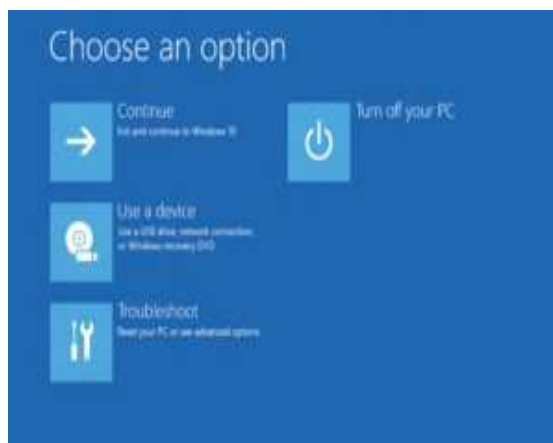 Choose an option
Continue
Exit and continue to Windows 10
Turn off your PC
Use a device
Use a USB drive, network connection,
or Windows recovery DVD
Troubleshoot
Reset your PC or see advanced options